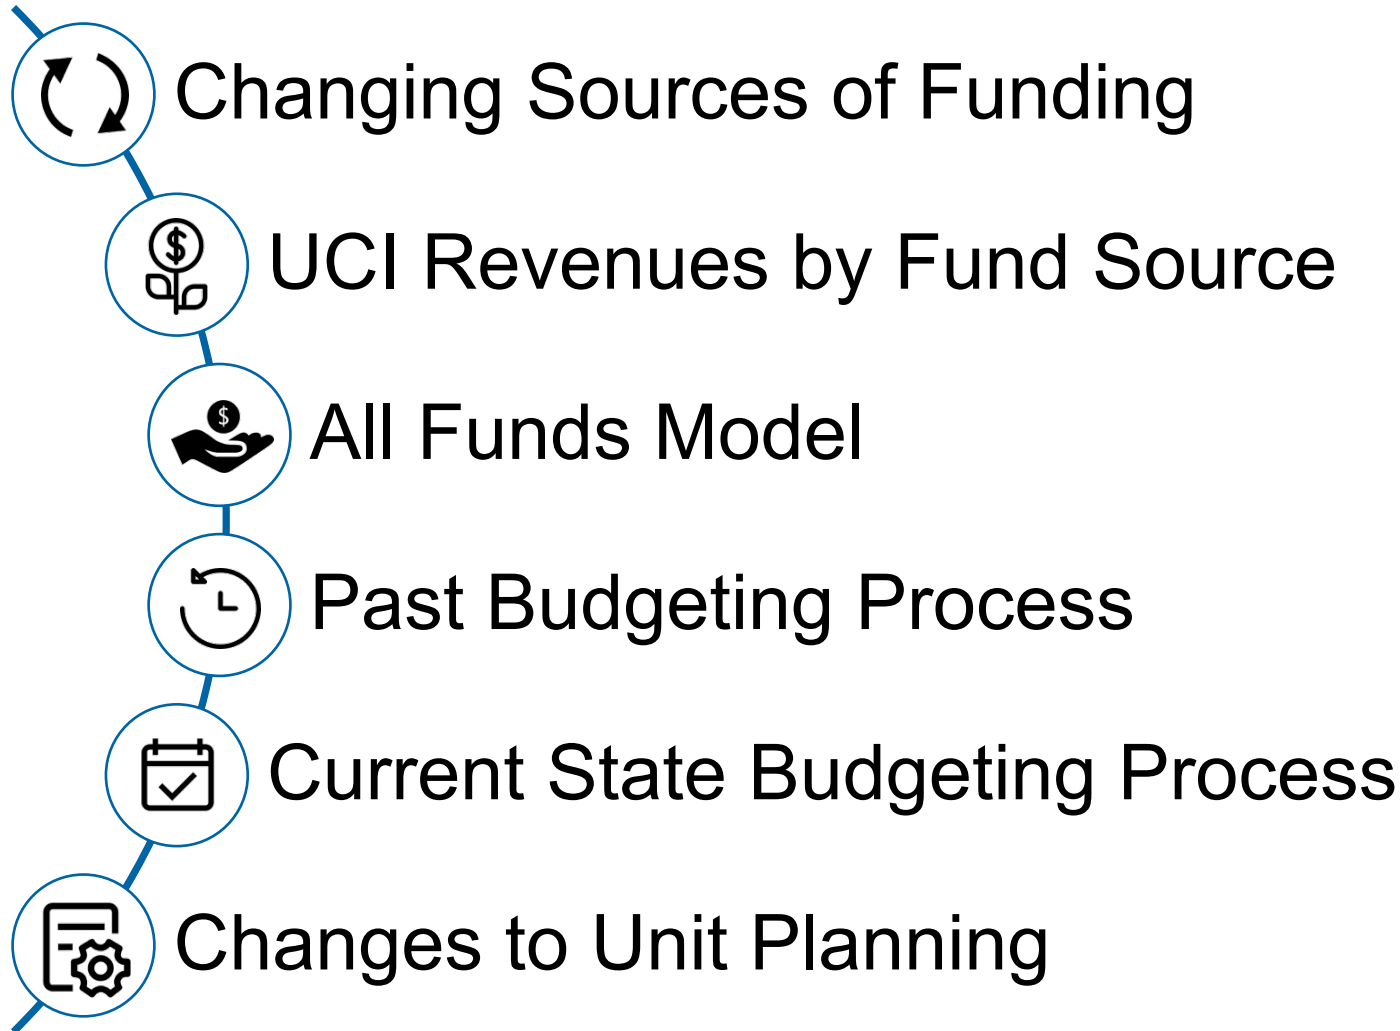 Changing Sources of Funding
$
UCI Revenues by Fund Source
$
All Funds Model
Past Budgeting Process
Current State Budgeting Process
Changes to Unit Planning